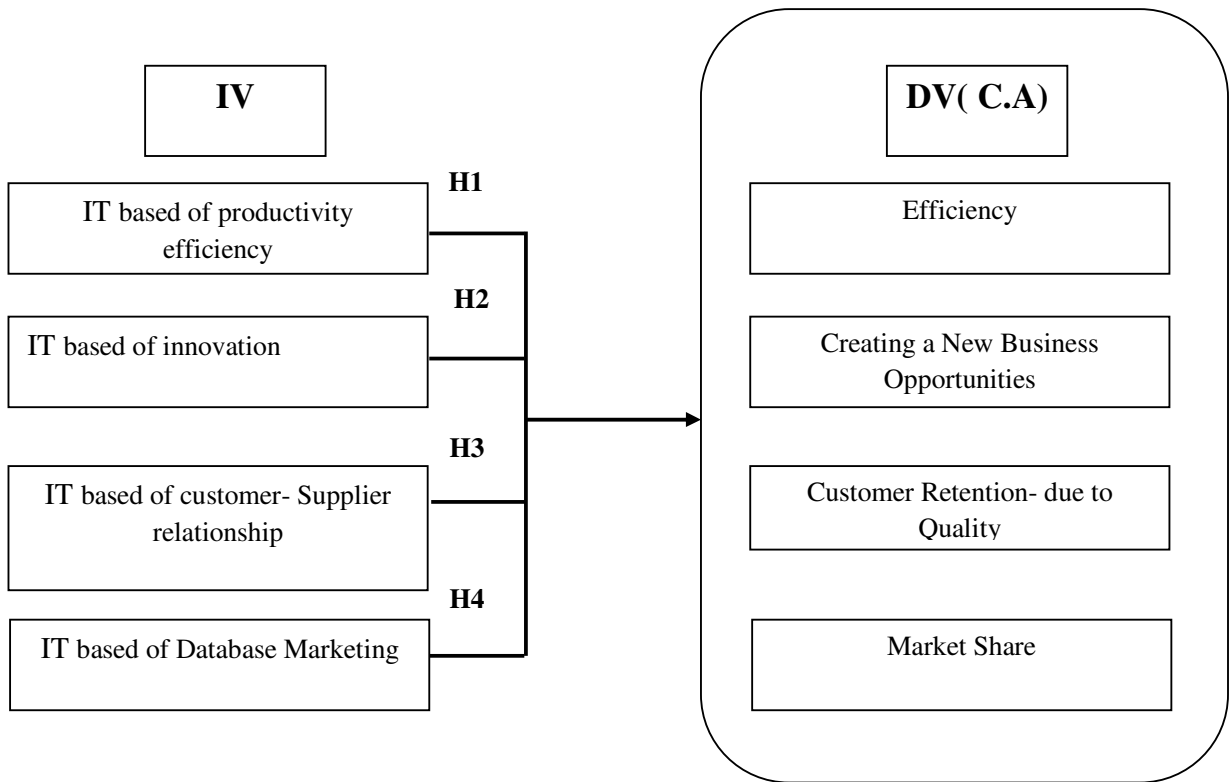 IV
H1
IT based of productivity
efficiency
H2
IT based of innovation
H3
IT based of customer- Supplier
relationship
H4
IT based of Database Marketing
DV( C.A)
Efficiency
Creating a New Business
Opportunities
Customer Retention- due to
Quality
Market Share